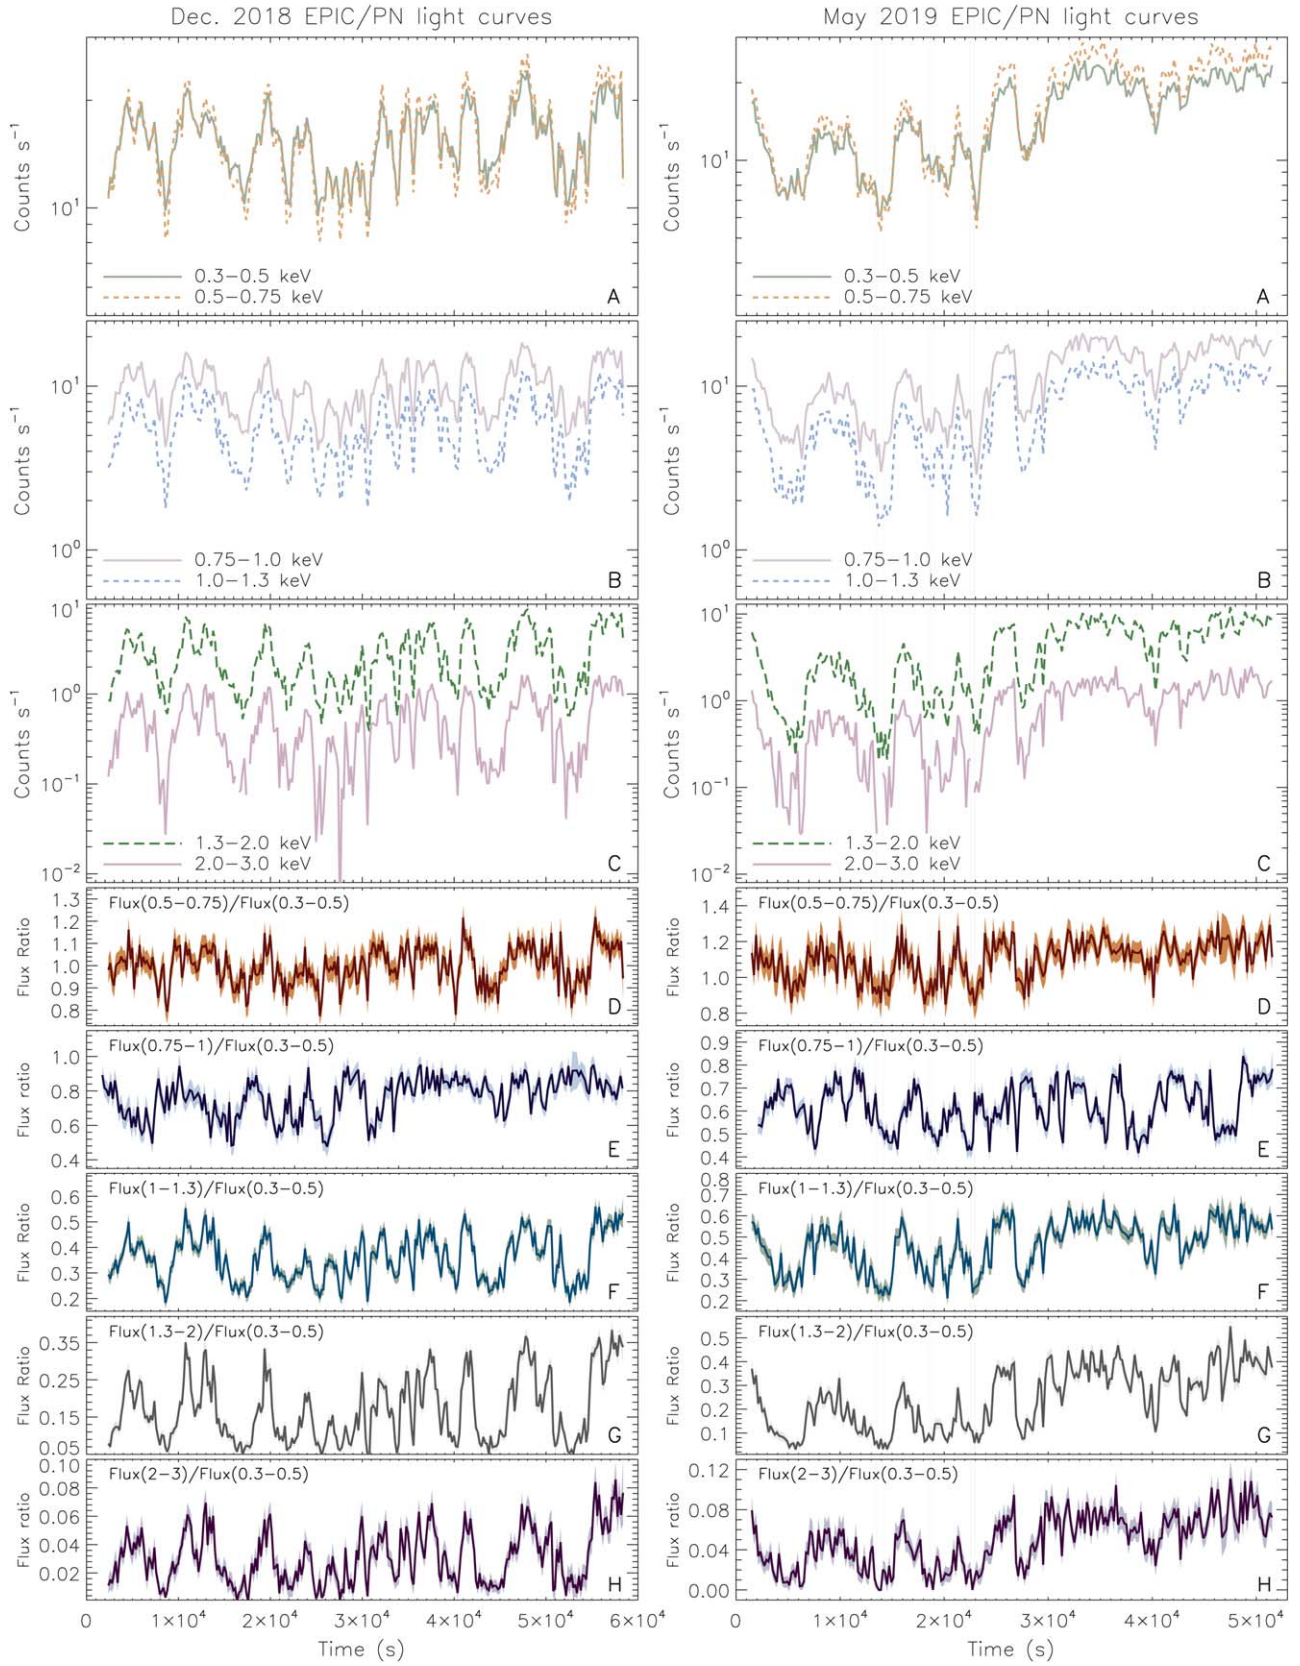 Dec. 2018 EPIC/PN light curves
May 2019 EPIC/PN light curves
Counts s⁻¹
10¹
0.3−0.5 keV
0.5−0.75 keV
A
Counts s⁻¹
10¹
0.3−0.5 keV
0.5−0.75 keV
A
Counts s⁻¹
10¹
10⁰
0.75−1.0 keV
1.0−1.3 keV
B
Counts s⁻¹
10¹
10⁰
0.75−1.0 keV
1.0−1.3 keV
B
Counts s⁻¹
10¹
10⁰
10⁻¹
10⁻²
1.3−2.0 keV
2.0−3.0 keV
C
Counts s⁻¹
10¹
10⁰
10⁻¹
10⁻²
1.3−2.0 keV
2.0−3.0 keV
C
Flux(0.5−0.75)/Flux(0.3−0.5)
Flux Ratio
1.3
1.2
1.1
1.0
0.9
0.8
D
Flux(0.5−0.75)/Flux(0.3−0.5)
Flux Ratio
1.4
1.2
1.0
0.8
D
Flux(0.75−1)/Flux(0.3−0.5)
Flux ratio
1.0
0.8
0.6
0.4
E
Flux(0.75−1)/Flux(0.3−0.5)
Flux ratio
0.9
0.8
0.7
0.6
0.5
0.4
E
Flux(1−1.3)/Flux(0.3−0.5)
Flux Ratio
0.6
0.5
0.4
0.3
0.2
F
Flux(1−1.3)/Flux(0.3−0.5)
Flux Ratio
0.8
0.7
0.6
0.5
0.4
0.3
0.2
F
Flux(1.3−2)/Flux(0.3−0.5)
Flux Ratio
0.35
0.25
0.15
0.05
G
Flux(1.3−2)/Flux(0.3−0.5)
Flux Ratio
0.5
0.4
0.3
0.2
0.1
G
Flux(2−3)/Flux(0.3−0.5)
Flux ratio
0.10
0.08
0.06
0.04
0.02
H
Flux(2−3)/Flux(0.3−0.5)
Flux ratio
0.12
0.08
0.04
0.00
H
0 1×10⁴ 2×10⁴ 3×10⁴ 4×10⁴ 5×10⁴ 6×10⁴
Time (s)
0 1×10⁴ 2×10⁴ 3×10⁴ 4×10⁴ 5×10⁴
Time (s)